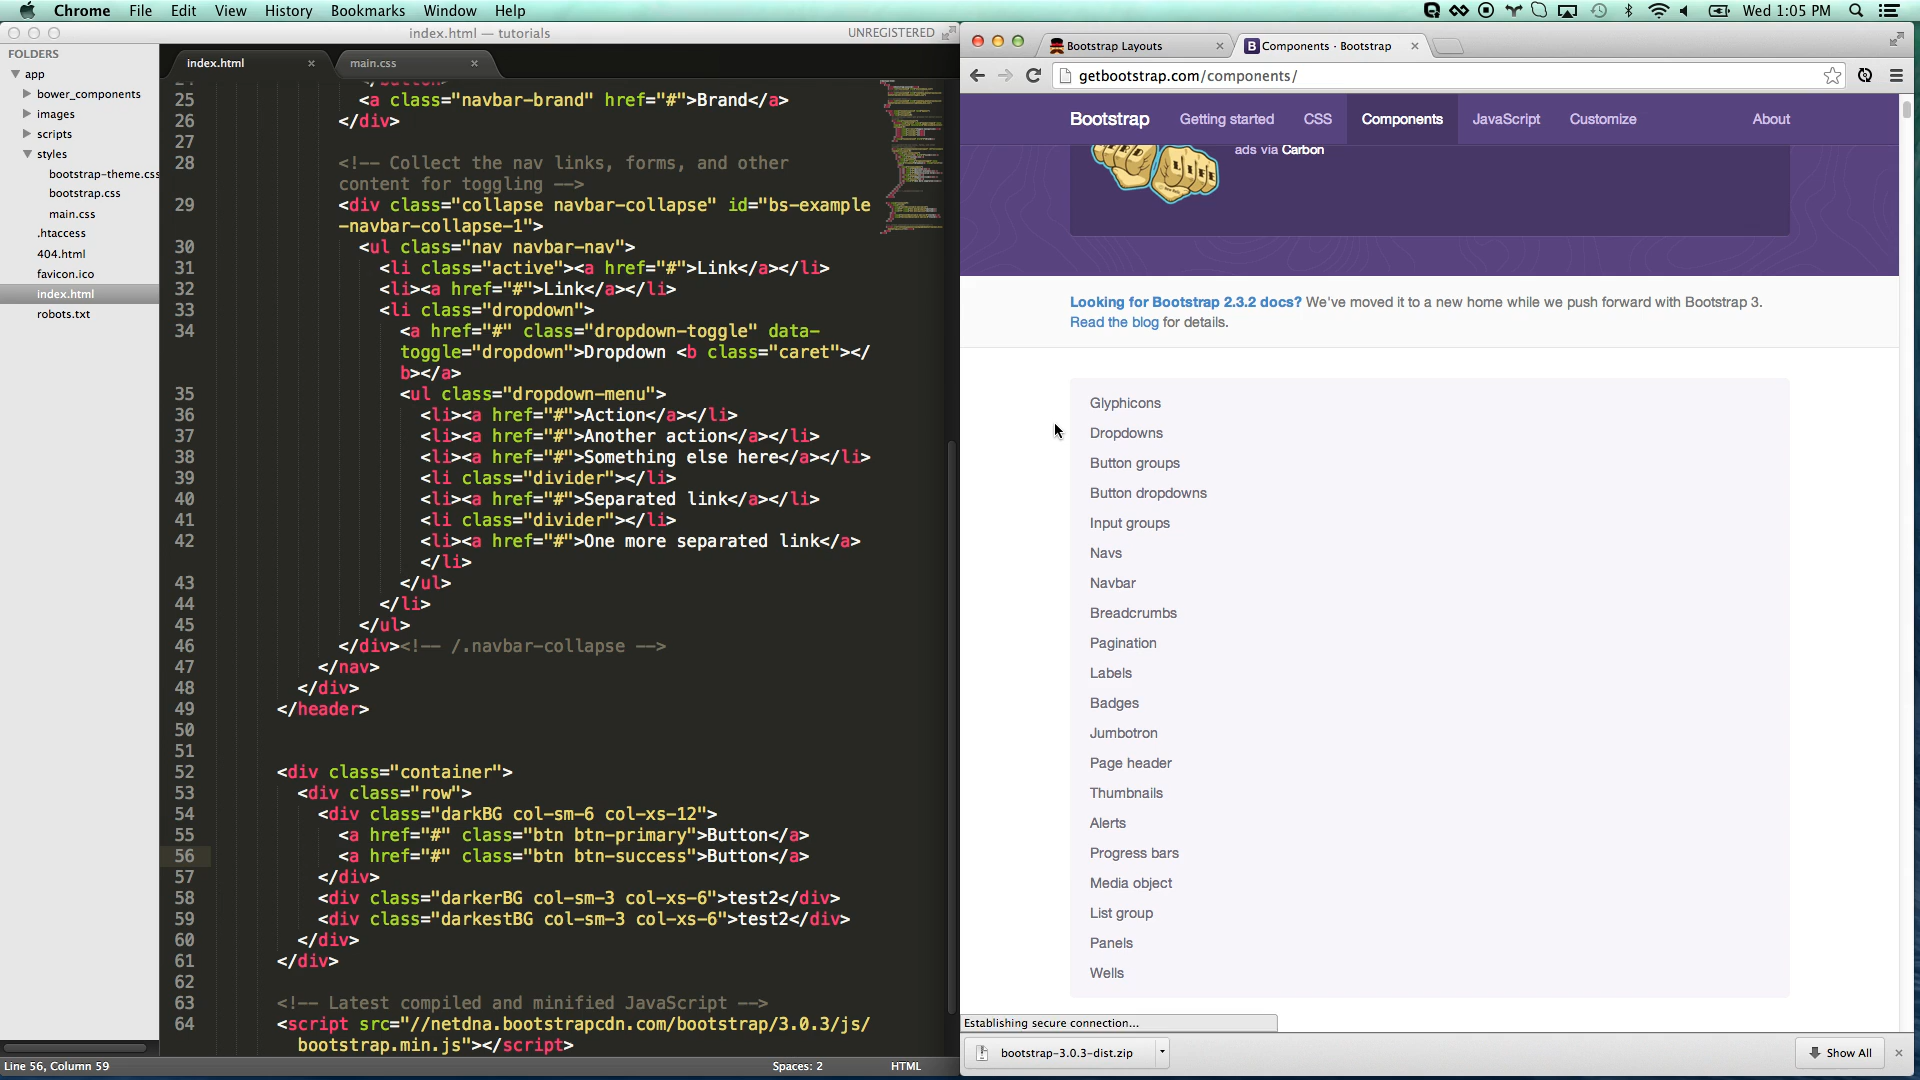 Chrome File Edit View History Bookmarks Window Help Wed 1:05 PM
index.html — tutorials UNREGISTERED
FOLDERS
app
bower_components
images
scripts
styles
bootstrap-theme.css
bootstrap.css
main.css
.htaccess
404.html
favicon.ico
index.html
robots.txt
index.html main.css
25 <a class="navbar-brand" href="#">Brand</a>
26 </div>
27
28 <!-- Collect the nav links, forms, and other
content for toggling -->
29 <div class="collapse navbar-collapse" id="bs-example
-navbar-collapse-1">
30 <ul class="nav navbar-nav">
31 <li class="active"><a href="#">Link</a></li>
32 <li><a href="#">Link</a></li>
33 <li class="dropdown">
34 <a href="#" class="dropdown-toggle" data-
toggle="dropdown">Dropdown <b class="caret"></
b></a>
35 <ul class="dropdown-menu">
36 <li><a href="#">Action</a></li>
37 <li><a href="#">Another action</a></li>
38 <li><a href="#">Something else here</a></li>
39 <li class="divider"></li>
40 <li><a href="#">Separated link</a></li>
41 <li class="divider"></li>
42 <li><a href="#">One more separated link</a>
</li>
43 </ul>
44 </li>
45 </ul>
46 </div><!-- /.navbar-collapse -->
47 </nav>
48 </div>
49 </header>
50
51
52 <div class="container">
53 <div class="row">
54 <div class="darkBG col-sm-6 col-xs-12">
55 <a href="#" class="btn btn-primary">Button</a>
56 <a href="#" class="btn btn-success">Button</a>
57 </div>
58 <div class="darkerBG col-sm-3 col-xs-6">test2</div>
59 <div class="darkestBG col-sm-3 col-xs-6">test2</div>
60 </div>
61 </div>
62
63 <!-- Latest compiled and minified JavaScript -->
64 <script src="//netdna.bootstrapcdn.com/bootstrap/3.0.3/js/
bootstrap.min.js"></script>
Line 56, Column 59 Spaces: 2 HTML
Bootstrap Layouts Components · Bootstrap
getbootstrap.com/components/
Bootstrap Getting started CSS Components JavaScript Customize About
ads via Carbon
LIFE
Looking for Bootstrap 2.3.2 docs? We've moved it to a new home while we push forward with Bootstrap 3.
Read the blog for details.
Glyphicons
Dropdowns
Button groups
Button dropdowns
Input groups
Navs
Navbar
Breadcrumbs
Pagination
Labels
Badges
Jumbotron
Page header
Thumbnails
Alerts
Progress bars
Media object
List group
Panels
Wells
Establishing secure connection...
bootstrap-3.0.3-dist.zip Show All